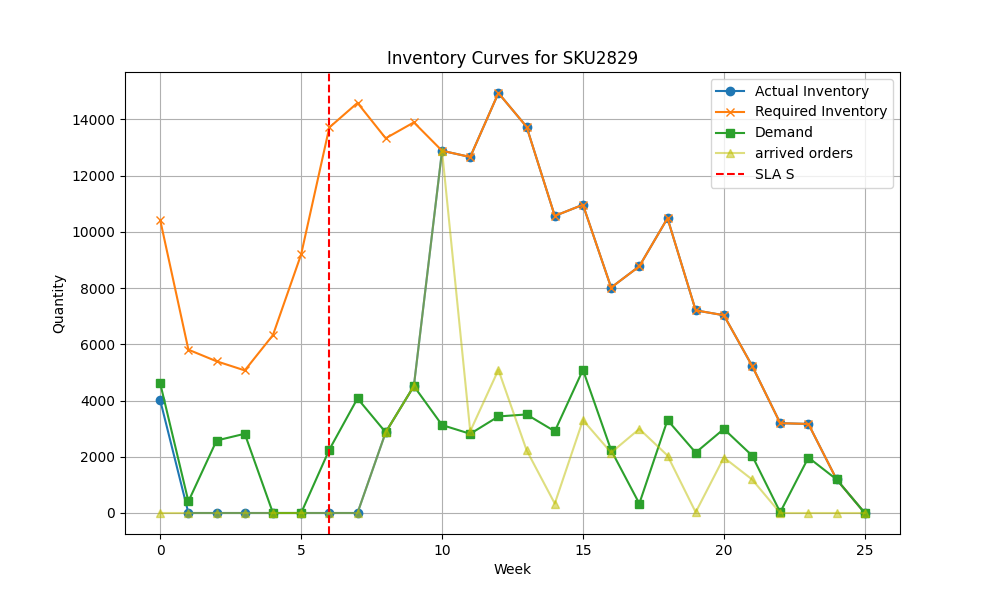 Inventory Curves for SKU2829
Actual Inventory
Required Inventory
Demand
arrived orders
SLA S
Quantity
14000
12000
10000
8000
6000
4000
2000
0
0 5 10 15 20 25
Week